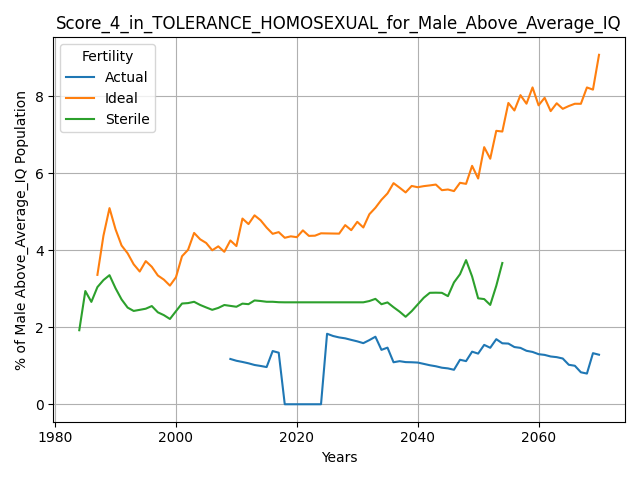 Score_4_in_TOLERANCE_HOMOSEXUAL_for_Male_Above_Average_IQ
Fertility
Actual
Ideal
Sterile
% of Male Above_Average_IQ Population
8
6
4
2
0
1980 2000 2020 2040 2060
Years